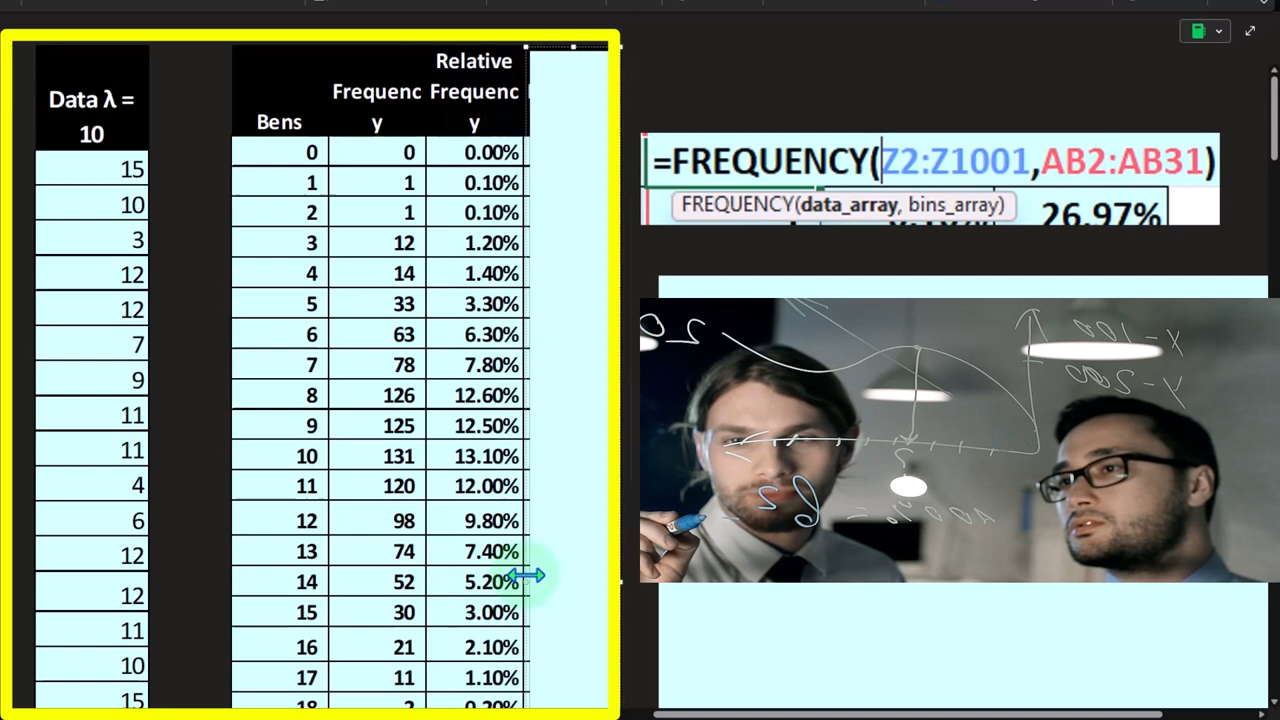 Data λ =
10
15
10
3
12
12
7
9
11
11
4
6
12
12
11
10
15
Relative
Frequenc Frequenc
Bens y y
0 0 0.00%
1 1 0.10%
2 1 0.10%
3 12 1.20%
4 14 1.40%
5 33 3.30%
6 63 6.30%
7 78 7.80%
8 126 12.60%
9 125 12.50%
10 131 13.10%
11 120 12.00%
12 98 9.80%
13 74 7.40%
14 52 5.20%
15 30 3.00%
16 21 2.10%
17 11 1.10%
18 2 0.20%
=FREQUENCY(Z2:Z1001,AB2:AB31)
FREQUENCY(data_array, bins_array)
26.97%